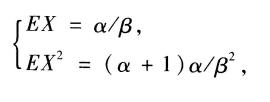 EX = α/β,
EX² = (α + 1)α/β²,